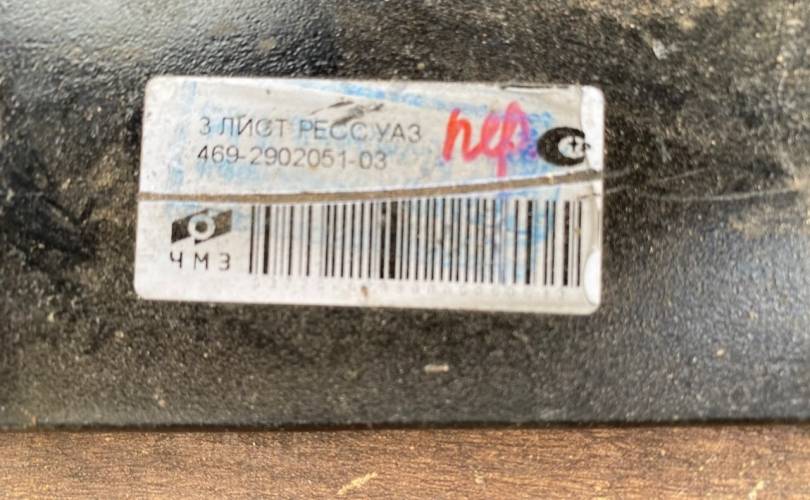 3 ЛИСТ РЕСС УАЗ
469-2902051-03
пер
ЧМЗ